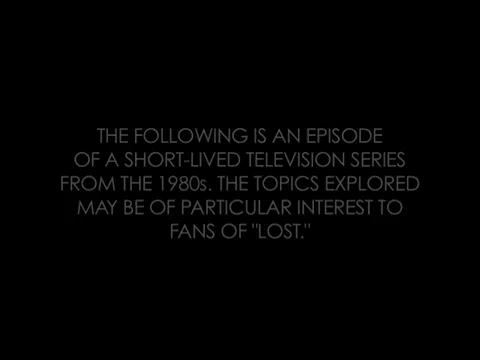 THE FOLLOWING IS AN EPISODE
OF A SHORT-LIVED TELEVISION SERIES
FROM THE 1980s. THE TOPICS EXPLORED
MAY BE OF PARTICULAR INTEREST TO
FANS OF "LOST."